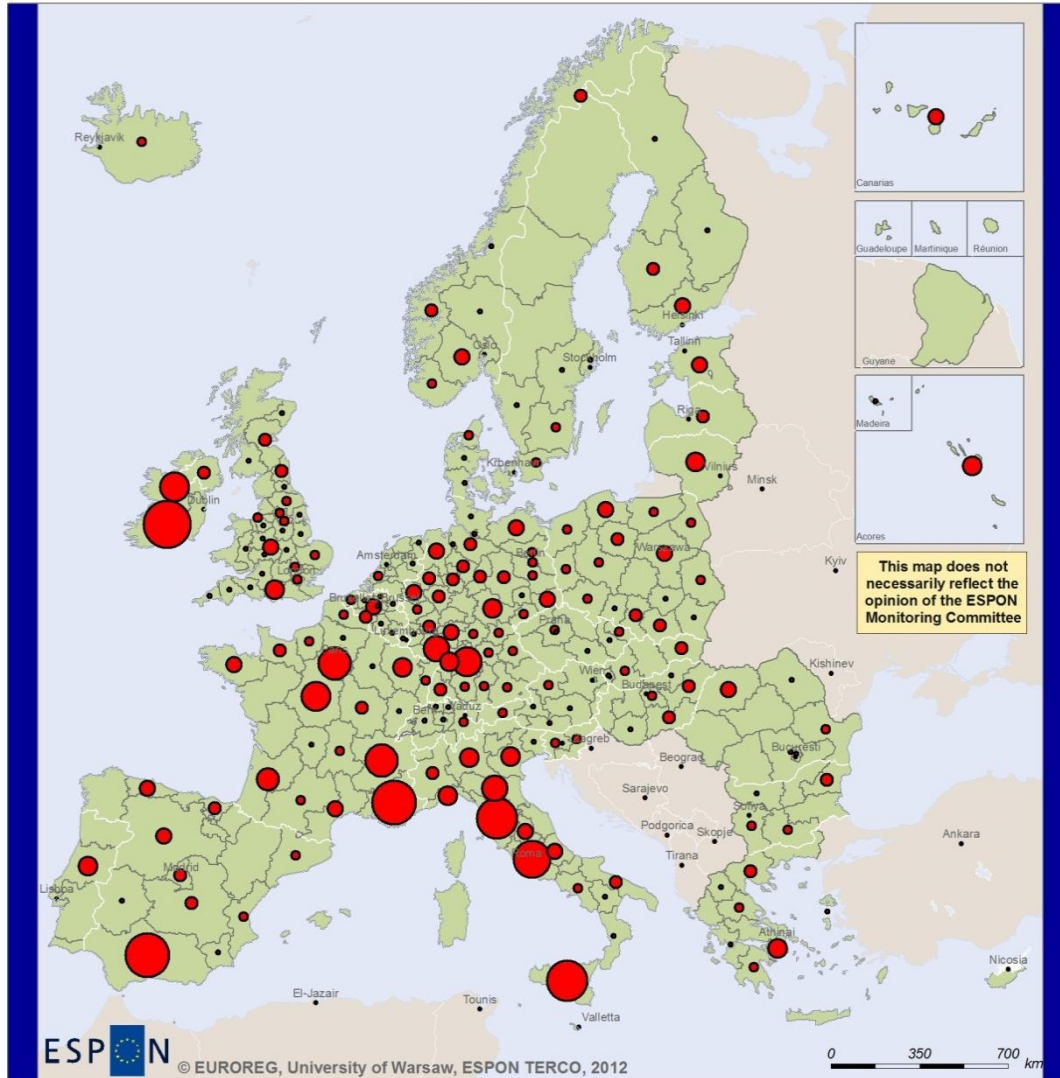 Reykjavik
Canarias
Guadeloupe
Martinique
Réunion
Helsinki
Oslo
Tallinn
Stockholm
Guyane
Riga
Madeira
København
Vilnius
Minsk
Dublin
Acores
Amsterdam
Berlin
Warszawa
London
Kyiv
This map does not
necessarily reflect the
opinion of the ESPON
Monitoring Committee
Praha
Paris
Kishinev
Wien
Budapest
Bern
Vaduz
Zagreb
Bucuresti
Beograd
Sarajevo
Sofiya
Podgorica
Skopje
Ankara
Roma
Tirana
Madrid
Lisboa
Athinai
Nicosia
El-Jazair
Tounis
Valletta
ESPON
© EUROREG, University of Warsaw, ESPON TERCO, 2012
0 350 700
km